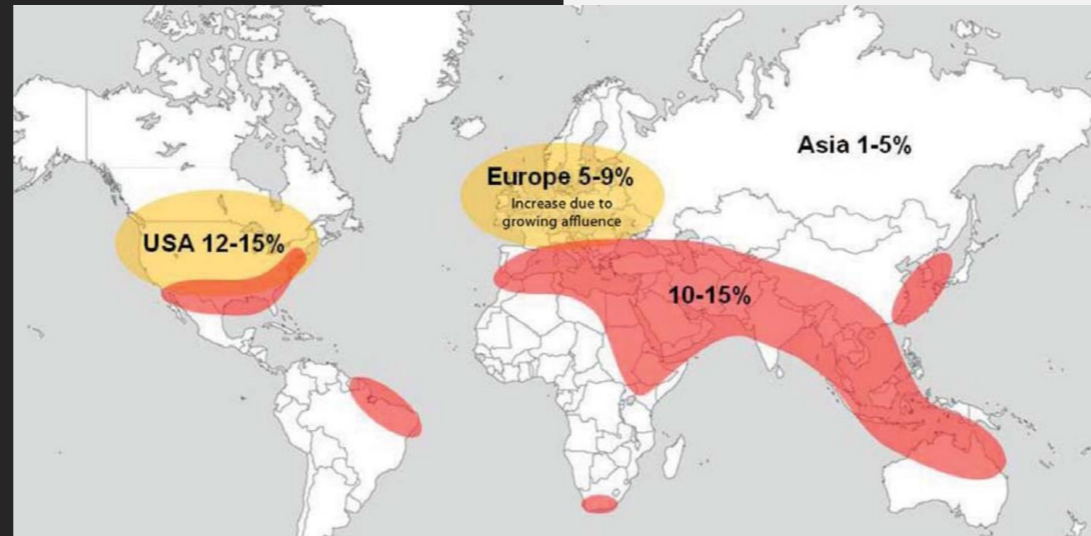 Asia 1-5%
Europe 5-9%
Increase due to
growing affluence
USA 12-15%
10-15%